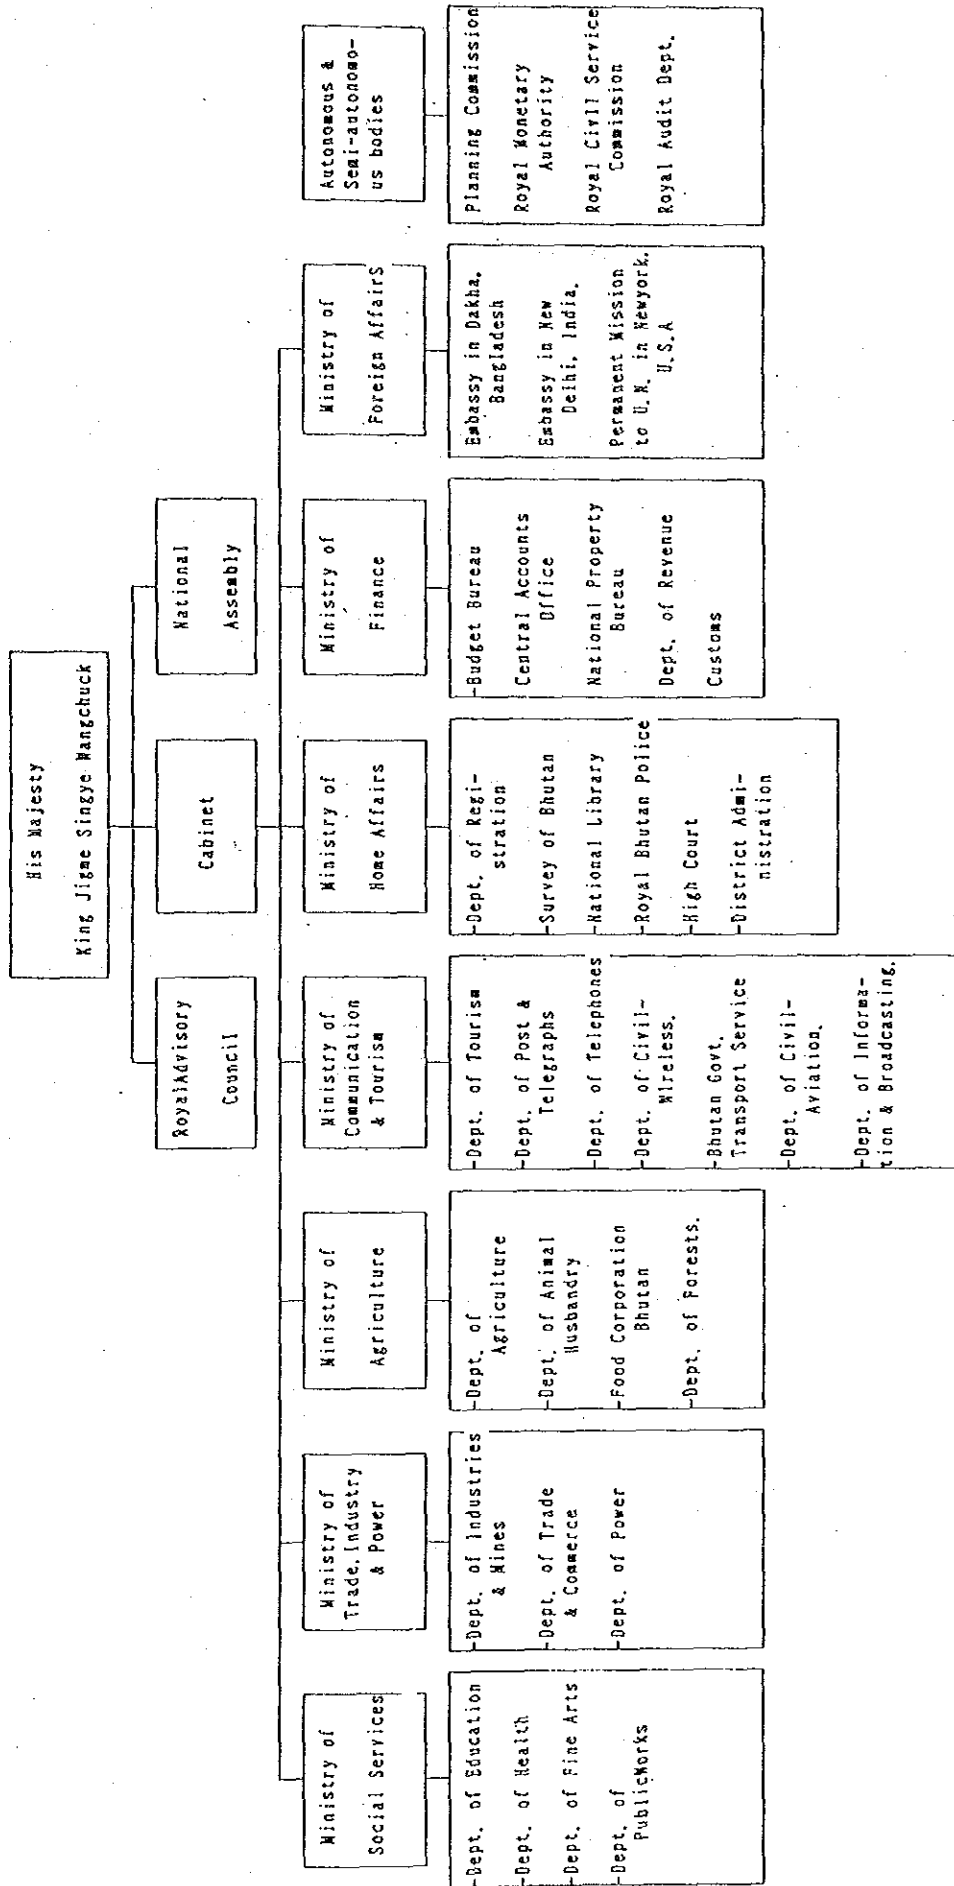 His Majesty
King Jigme Singye Wangchuck
RoyalAdvisory
Council
Cabinet
National
Assembly
Ministry of
Social Services
Ministry of
Trade, Industry
& Power
Ministry of
Agriculture
Ministry of
Communication
& Tourism
Ministry of
Home Affairs
Ministry of
Finance
Ministry of
Foreign Affairs
Autonomous &
Semi-autonomo-
us bodies
Dept. of Education
Dept. of Health
Dept. of Fine Arts
Dept. of
PublicWorks
Dept. of Industries
& Mines
Dept. of Trade
& Commerce
Dept. of Power
Dept. of
Agriculture
Dept. of Animal
Husbandry
Food Corporation
Bhutan
Dept. of Forests.
Dept. of Tourism
Dept. of Post &
Telegraphs
Dept. of Telephones
Dept. of Civil-
Wireless.
Bhutan Govt.
Transport Service
Dept. of Civil-
Aviation.
Dept. of Informa-
tion & Broadcasting.
Dept. of Regi-
stration
Survey of Bhutan
National Library
Royal Bhutan Police
High Court
District Admi-
nistration
Budget Bureau
Central Accounts
Office
National Property
Bureau
Dept. of Revenue
Customs
Embassy in Dakha,
Bangladesh
Embassy in New
Delhi, India,
Permanent Mission
to U.N. in Newyork,
U.S.A
Planning Commission
Royal Monetary
Authority
Royal Civil Service
Commission
Royal Audit Dept.